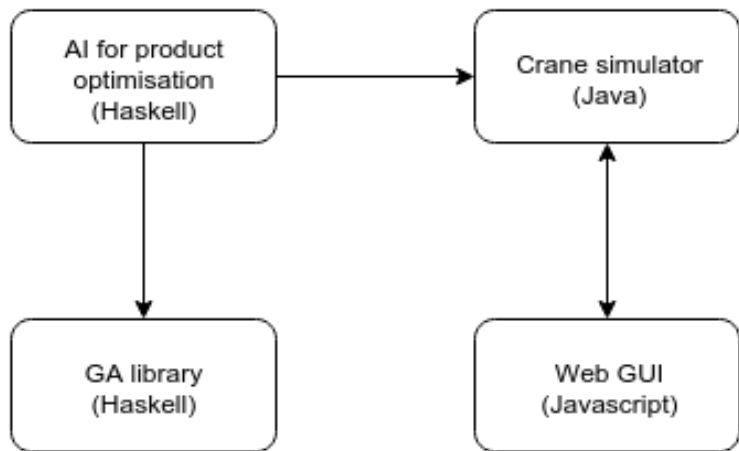 AI for product
optimisation
(Haskell)
Crane simulator
(Java)
GA library
(Haskell)
Web GUI
(Javascript)